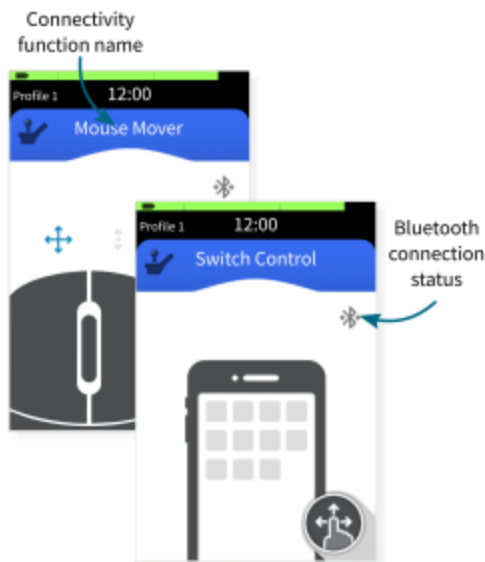 Connectivity
function name
Profile 1
12:00
Mouse Mover
Profile 1
12:00
Switch Control
Bluetooth
connection
status